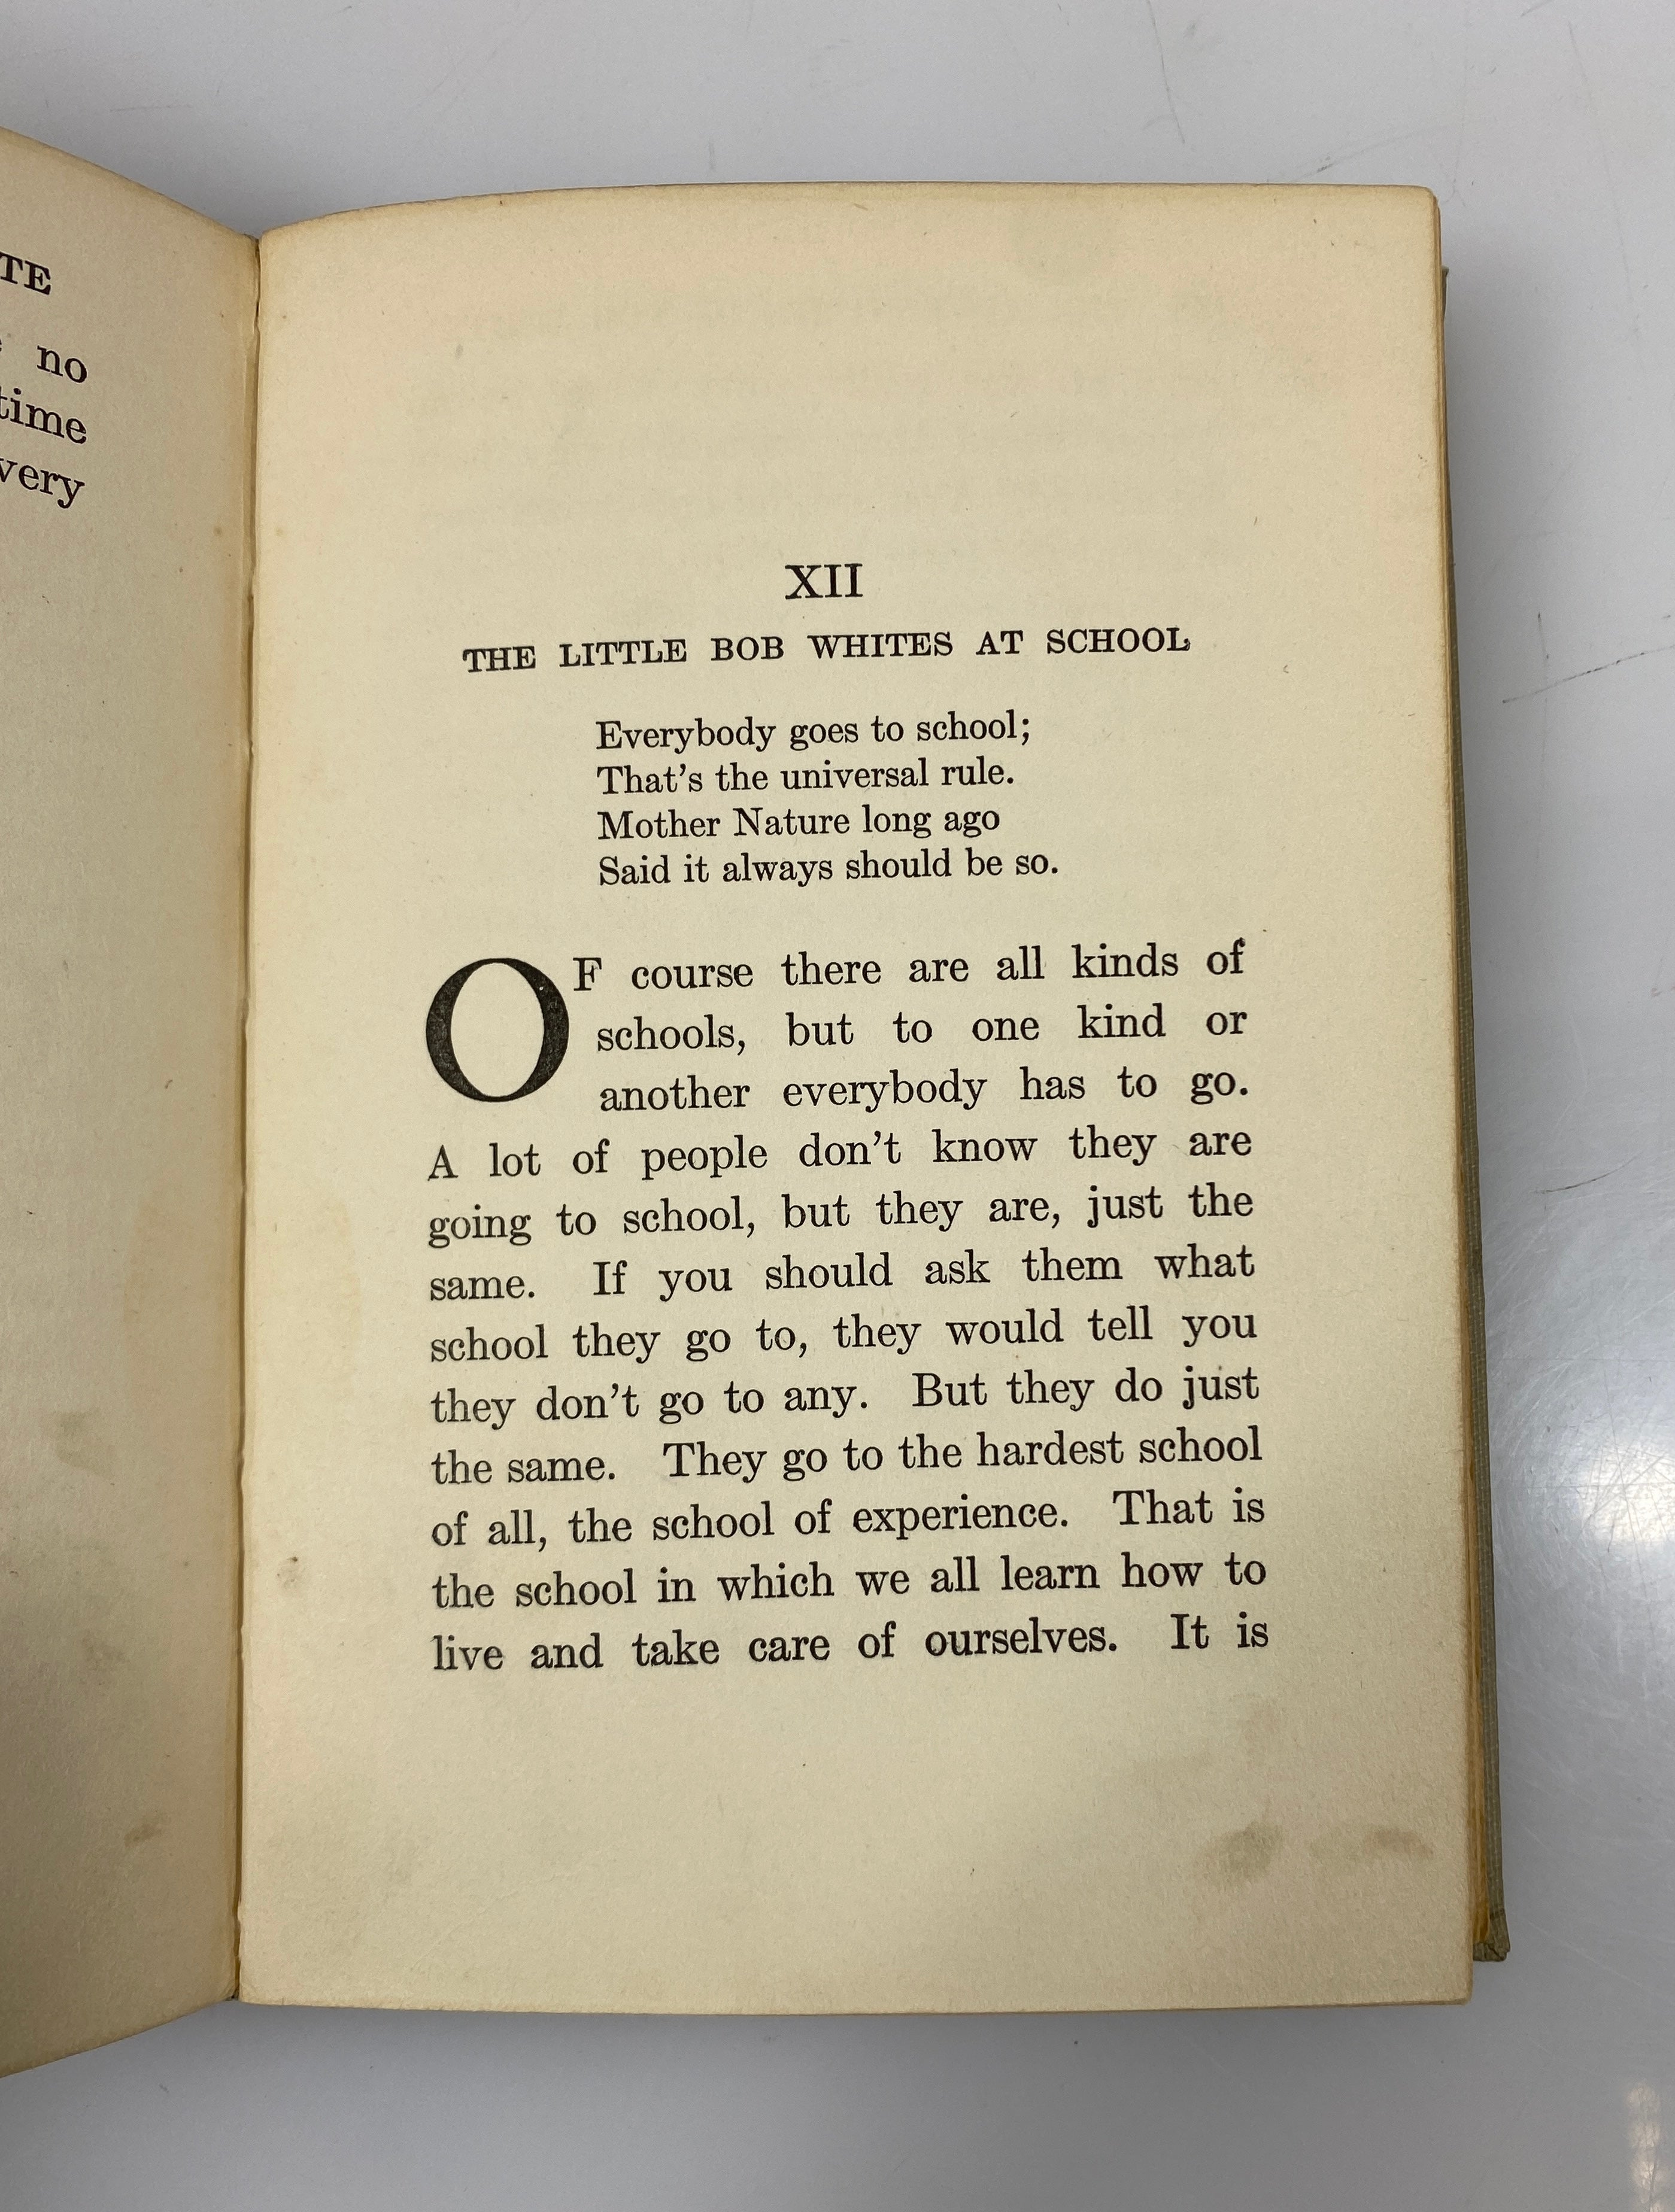 TE
no
time
very
XII
THE LITTLE BOB WHITES AT SCHOOL
Everybody goes to school;
That's the universal rule.
Mother Nature long ago
Said it always should be so.
OF course there are all kinds of
schools, but to one kind or
another everybody has to go.
A lot of people don't know they are
going to school, but they are, just the
same. If you should ask them what
school they go to, they would tell you
they don't go to any. But they do just
the same. They go to the hardest school
of all, the school of experience. That is
the school in which we all learn how to
live and take care of ourselves. It is